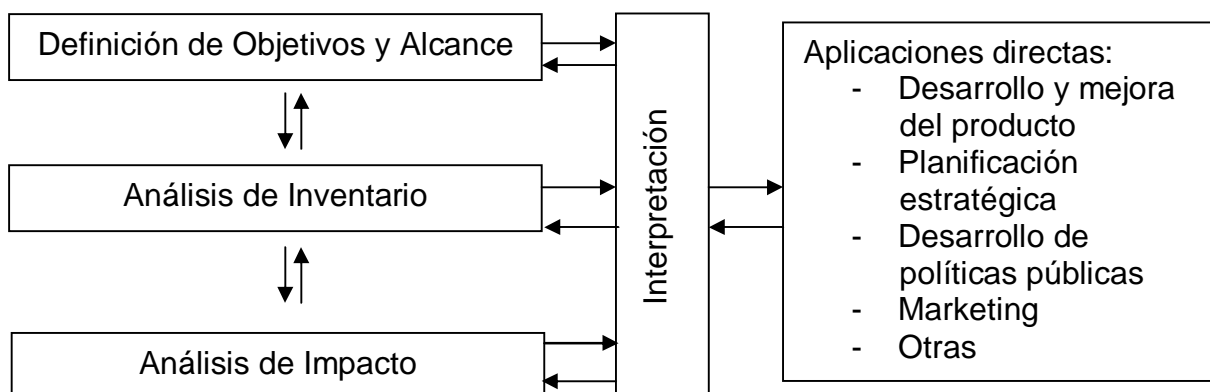 Definición de Objetivos y Alcance
Análisis de Inventario
Análisis de Impacto
Interpretación
Aplicaciones directas:
- Desarrollo y mejora
del producto
- Planificación
estratégica
- Desarrollo de
políticas públicas
- Marketing
- Otras